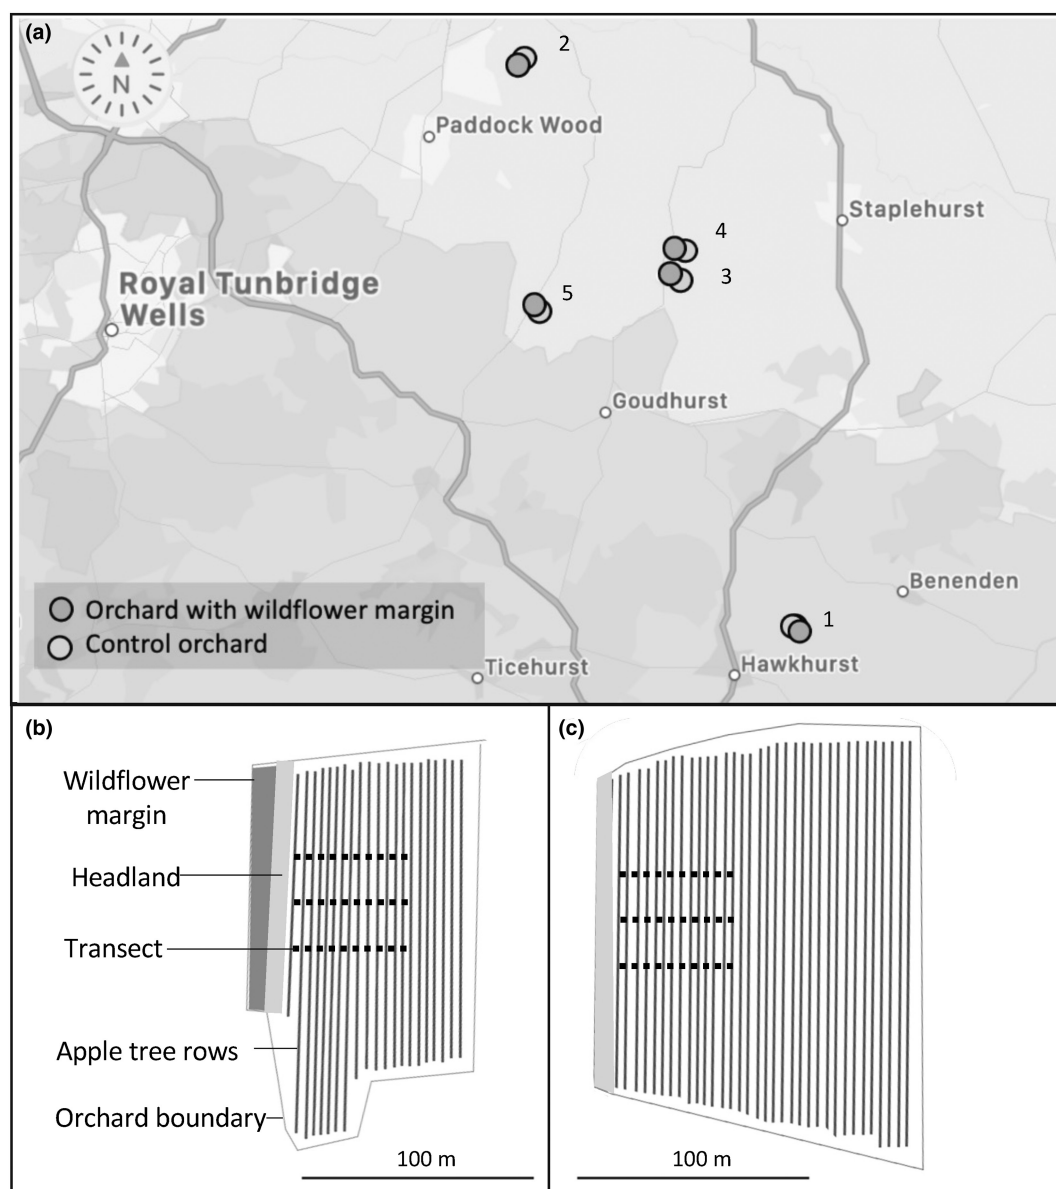 (a)
N
2
Paddock Wood
Staplehurst
4
3
Royal Tunbridge
Wells
5
Goudhurst
Benenden
Orchard with wildflower margin
Control orchard
1
Ticehurst
Hawkhurst
(b)
Wildflower
margin
Headland
Transect
Apple tree rows
Orchard boundary
100 m
(c)
100 m